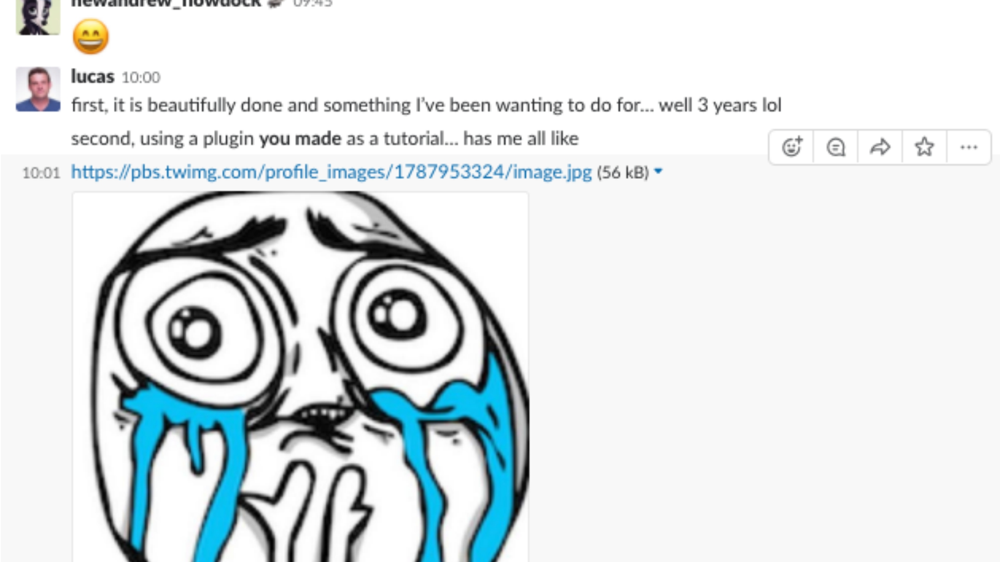 newandrew_flowdock 09:45
lucas 10:00
first, it is beautifully done and something I’ve been wanting to do for... well 3 years lol
second, using a plugin you made as a tutorial... has me all like
10:01 https://pbs.twimg.com/profile_images/1787953324/image.jpg (56 kB)